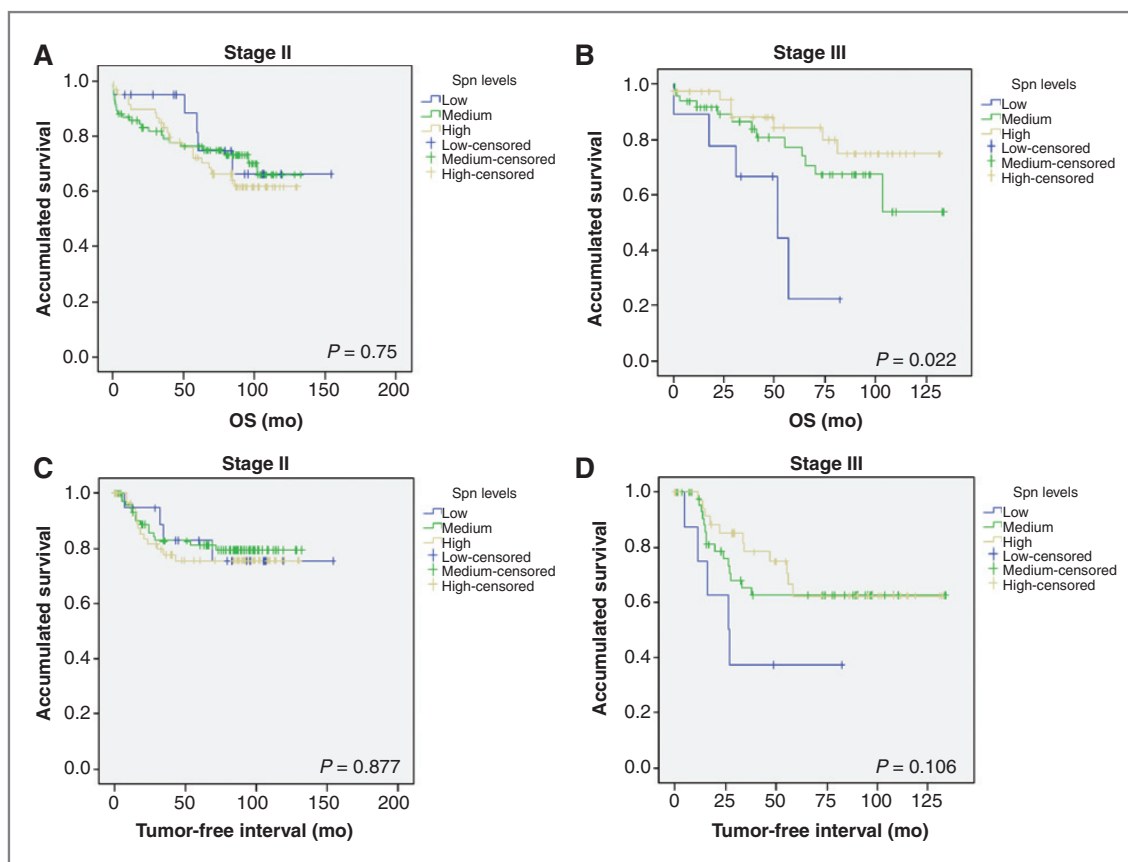 A
Stage II
Accumulated survival
1.0
0.8
0.6
0.4
0.2
0.0
0 50 100 150 200
OS (mo)
P = 0.75
Spn levels
Low
Medium
High
Low-censored
Medium-censored
High-censored
B
Stage III
Accumulated survival
1.0
0.8
0.6
0.4
0.2
0.0
0 25 50 75 100 125
OS (mo)
P = 0.022
Spn levels
Low
Medium
High
Low-censored
Medium-censored
High-censored
C
Stage II
Accumulated survival
1.0
0.8
0.6
0.4
0.2
0.0
0 50 100 150 200
Tumor-free interval (mo)
P = 0.877
Spn levels
Low
Medium
High
Low-censored
Medium-censored
High-censored
D
Stage III
Accumulated survival
1.0
0.8
0.6
0.4
0.2
0.0
0 25 50 75 100 125
Tumor-free interval (mo)
P = 0.106
Spn levels
Low
Medium
High
Low-censored
Medium-censored
High-censored